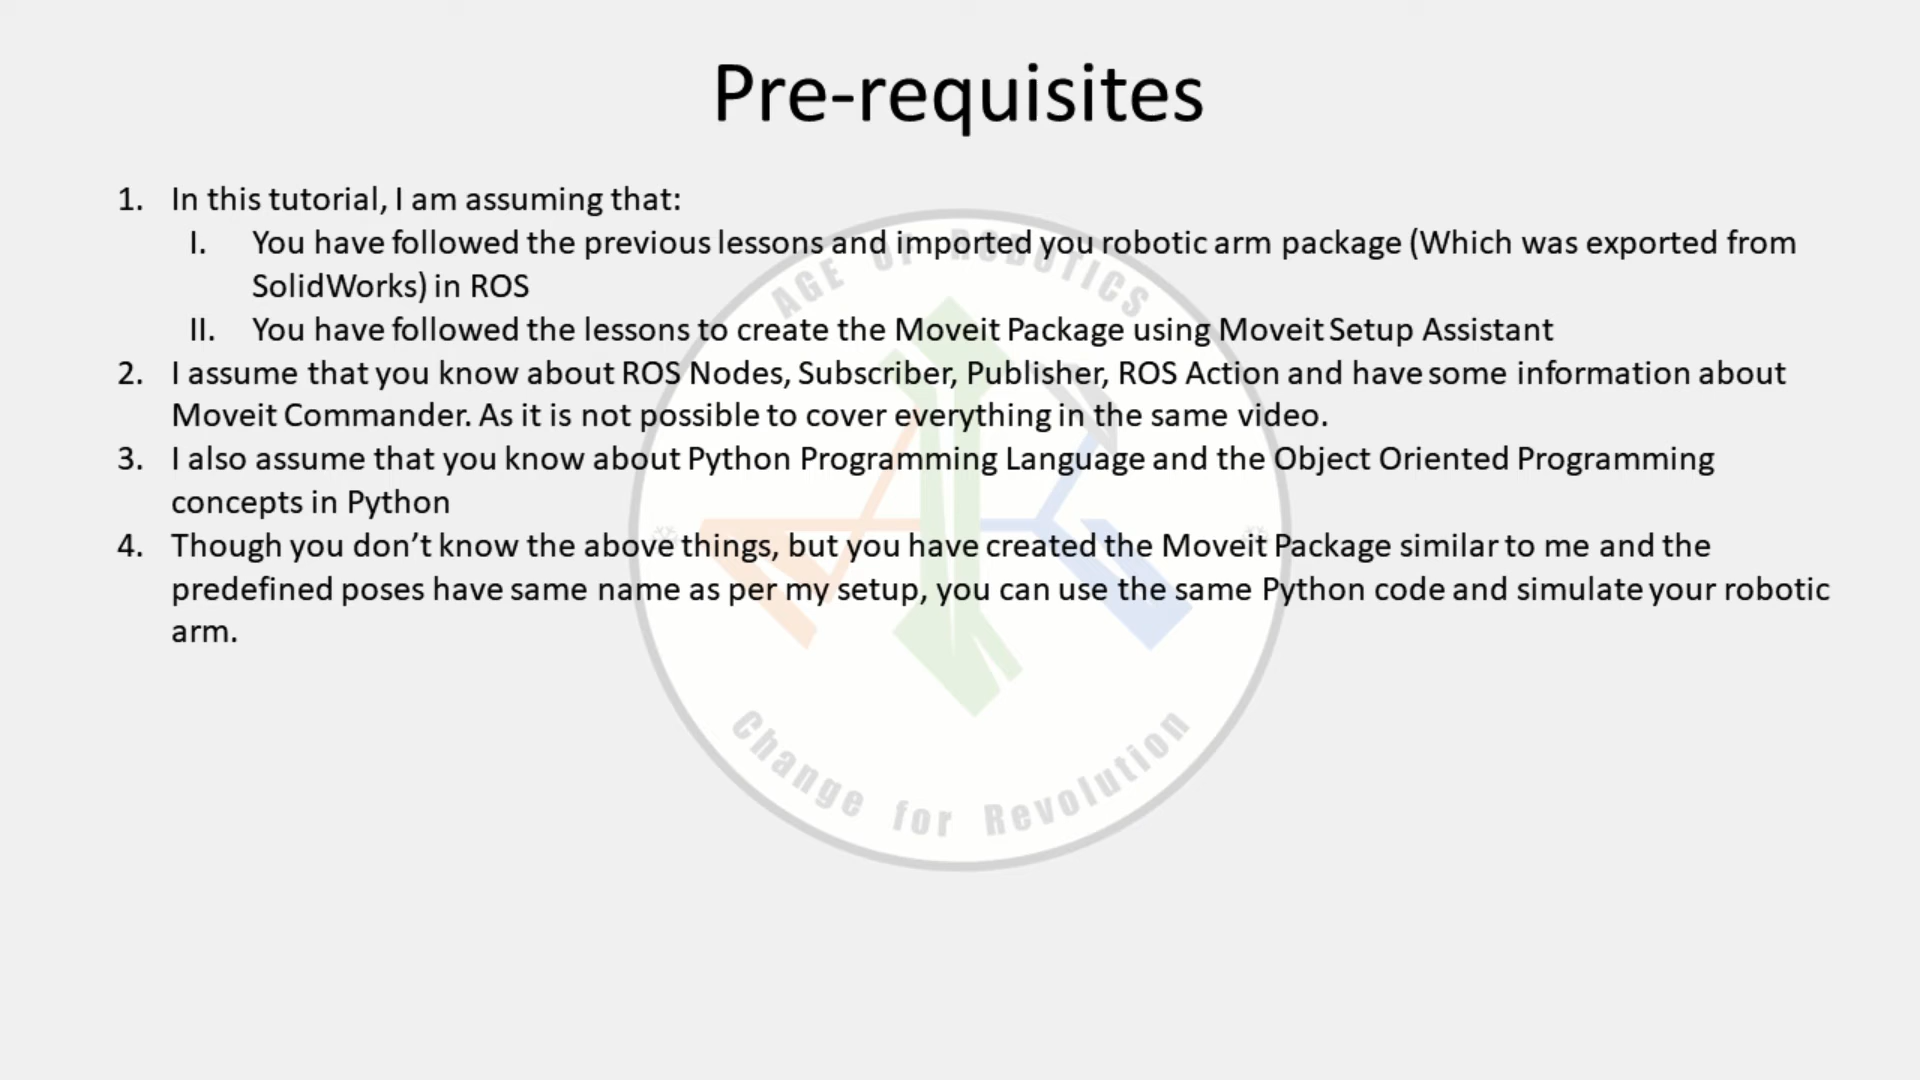 Pre-requisites
1. In this tutorial, I am assuming that:
I. You have followed the previous lessons and imported you robotic arm package (Which was exported from
SolidWorks) in ROS
II. You have followed the lessons to create the Moveit Package using Moveit Setup Assistant
2. I assume that you know about ROS Nodes, Subscriber, Publisher, ROS Action and have some information about
Moveit Commander. As it is not possible to cover everything in the same video.
3. I also assume that you know about Python Programming Language and the Object Oriented Programming
concepts in Python
4. Though you don’t know the above things, but you have created the Moveit Package similar to me and the
predefined poses have same name as per my setup, you can use the same Python code and simulate your robotic
arm.
AGE OF ROBOTICS
Change for Revolution